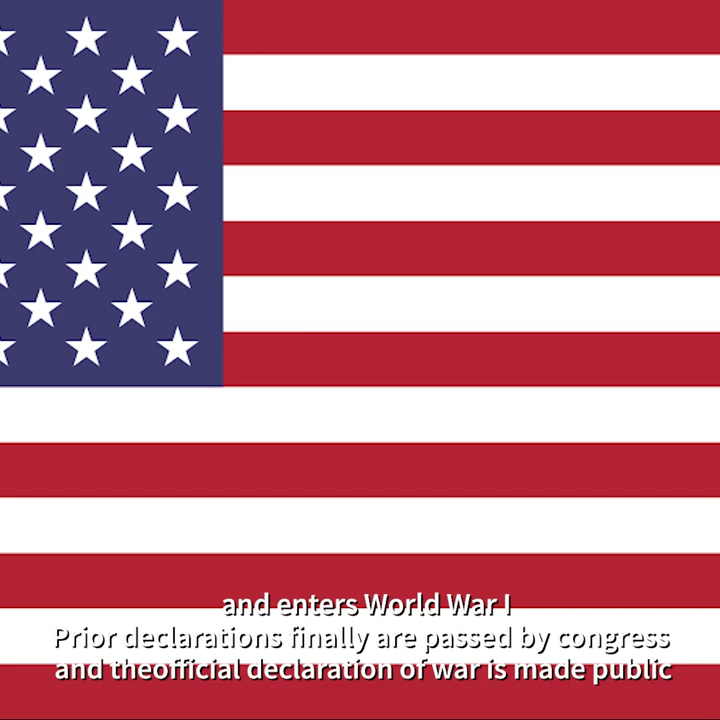 and enters World War I
Prior declarations finally are passed by congress
and theofficial declaration of war is made public